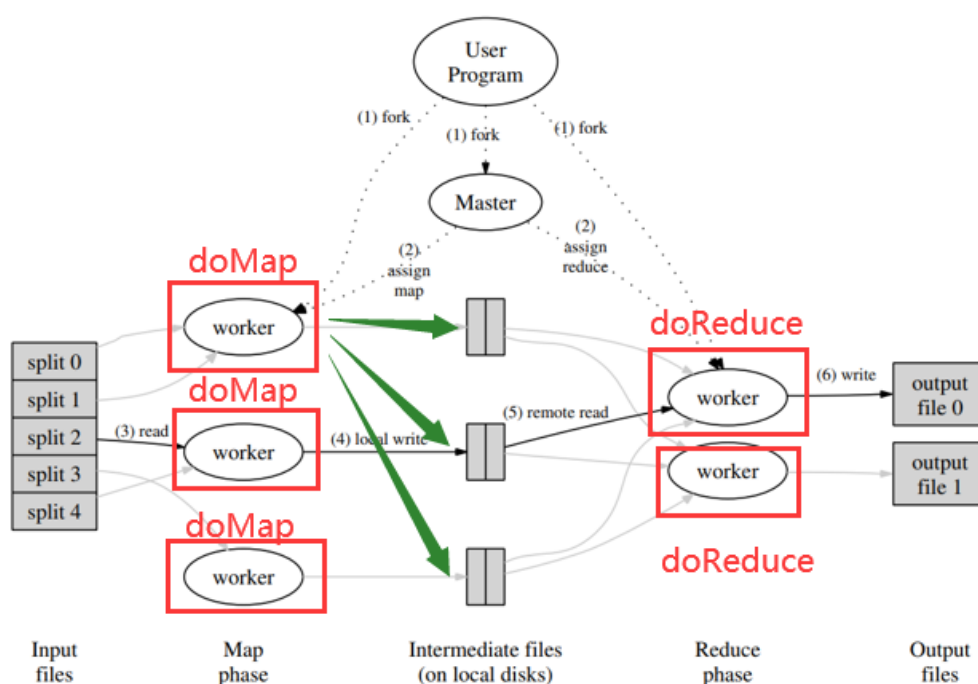 User
Program
(1) fork
(1) fork
(1) fork
Master
(2)
assign
map
(2)
assign
reduce
doMap
worker
split 0
split 1
split 2
split 3
split 4
(3) read
doMap
worker
(4) local write
doMap
worker
(5) remote read
doReduce
worker
(6) write
worker
doReduce
output
file 0
output
file 1
Input
files
Map
phase
Intermediate files
(on local disks)
Reduce
phase
Output
files